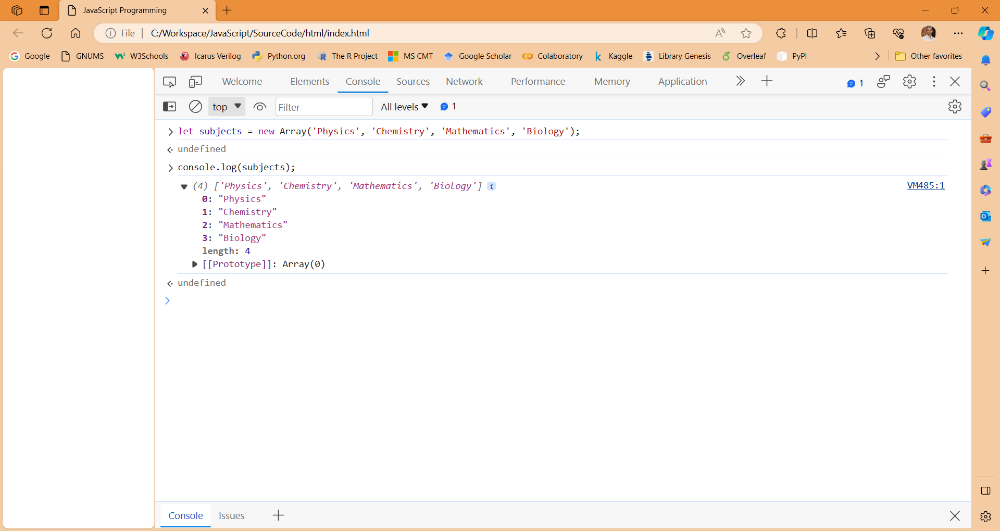 JavaScript Programming
File C:/Workspace/JavaScript/SourceCode/html/index.html
Google GNUMS W3Schools Icarus Verilog Python.org The R Project MS CMT Google Scholar Colaboratory Kaggle Library Genesis Overleaf PyPI Other favorites
Welcome Elements Console Sources Network Performance Memory Application 1
top Filter All levels 1
let subjects = new Array('Physics', 'Chemistry', 'Mathematics', 'Biology');
undefined
console.log(subjects);
(4) ['Physics', 'Chemistry', 'Mathematics', 'Biology'] i VM485:1
0: "Physics"
1: "Chemistry"
2: "Mathematics"
3: "Biology"
length: 4
[[Prototype]]: Array(0)
undefined
Console Issues